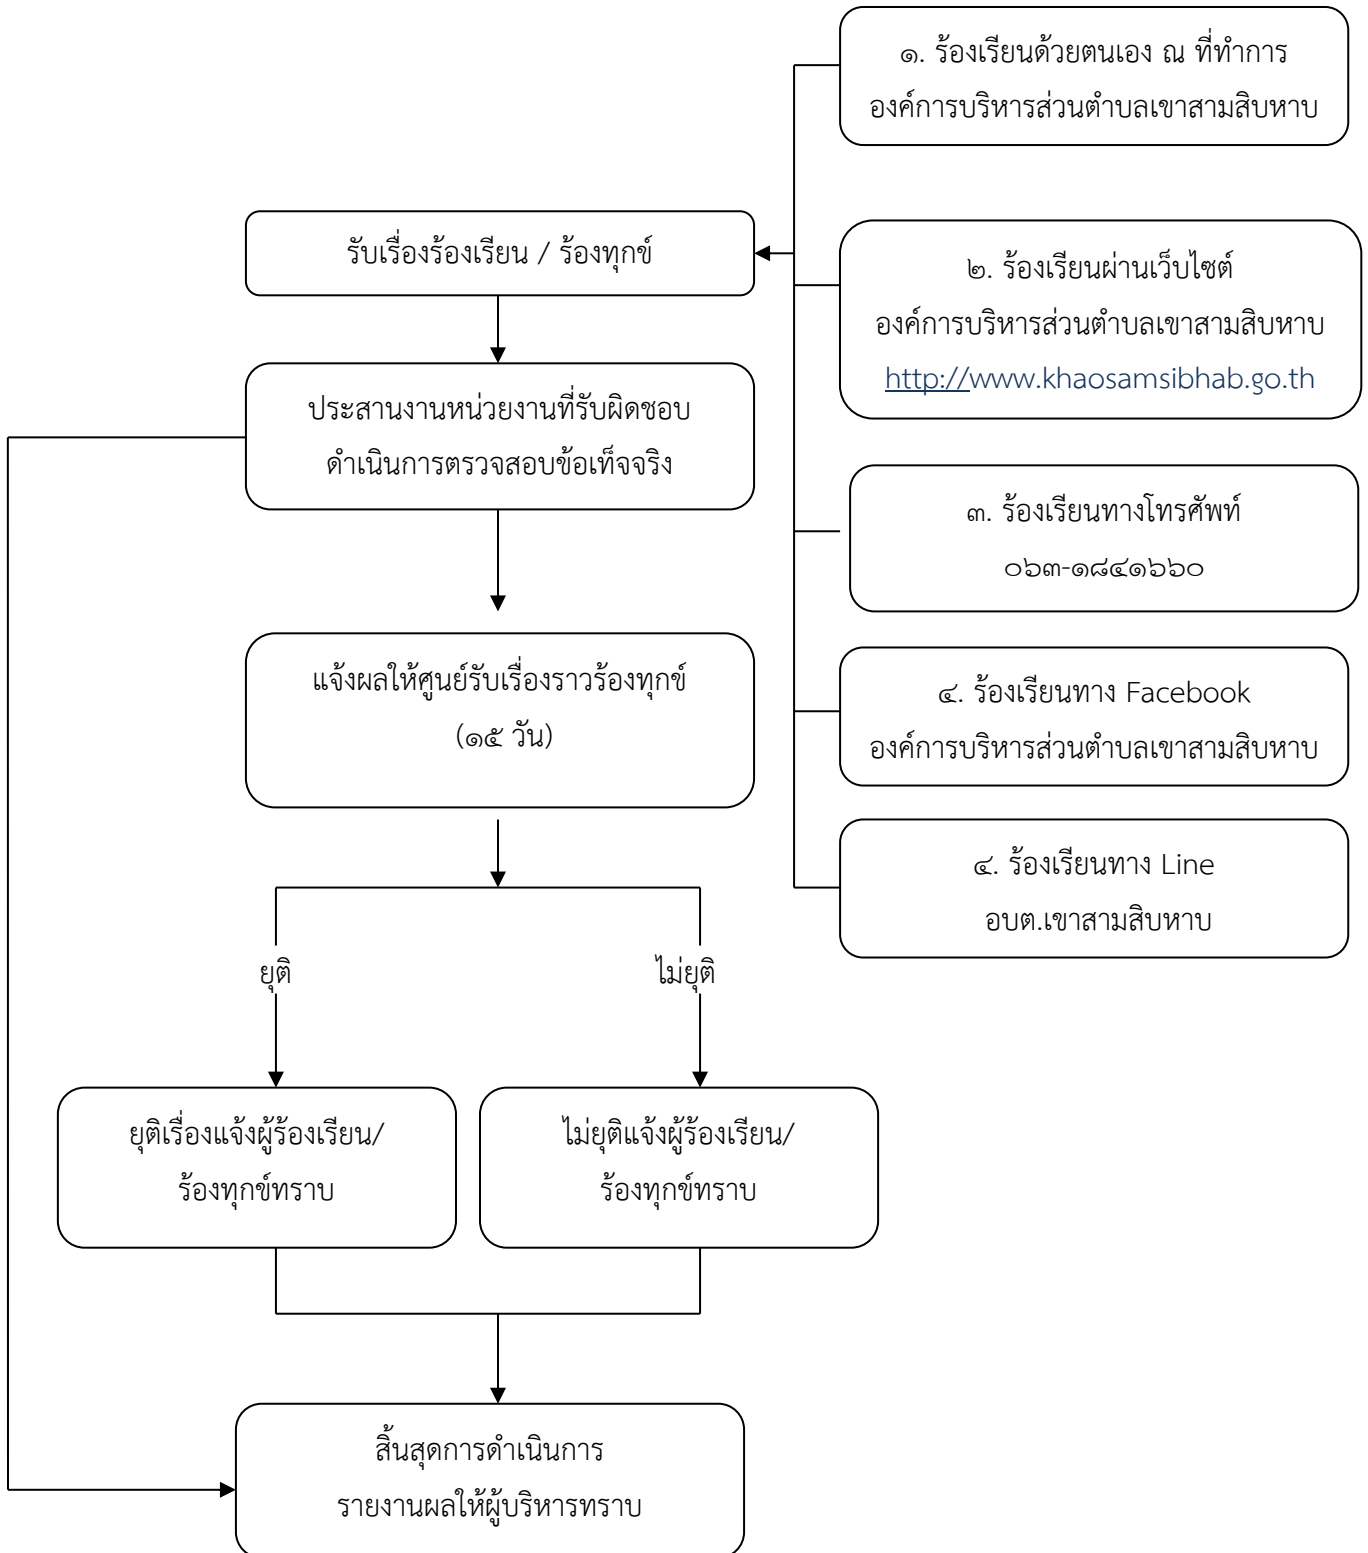 ๑. ร้องเรียนด้วยตนเอง ณ ที่ทำการ
องค์การบริหารส่วนตำบลเขาสามสิบหาบ
รับเรื่องร้องเรียน / ร้องทุกข์
๒. ร้องเรียนผ่านเว็บไซต์
องค์การบริหารส่วนตำบลเขาสามสิบหาบ
http://www.khaosamsibhab.go.th
ประสานงานหน่วยงานที่รับผิดชอบ
ดำเนินการตรวจสอบข้อเท็จจริง
๓. ร้องเรียนทางโทรศัพท์
๐๖๓-๑๘๔๑๖๖๐
แจ้งผลให้ศูนย์รับเรื่องราวร้องทุกข์
(๑๕ วัน)
๔. ร้องเรียนทาง Facebook
องค์การบริหารส่วนตำบลเขาสามสิบหาบ
๔. ร้องเรียนทาง Line
อบต.เขาสามสิบหาบ
ยุติ
ไม่ยุติ
ยุติเรื่องแจ้งผู้ร้องเรียน/
ร้องทุกข์ทราบ
ไม่ยุติแจ้งผู้ร้องเรียน/
ร้องทุกข์ทราบ
สิ้นสุดการดำเนินการ
รายงานผลให้ผู้บริหารทราบ